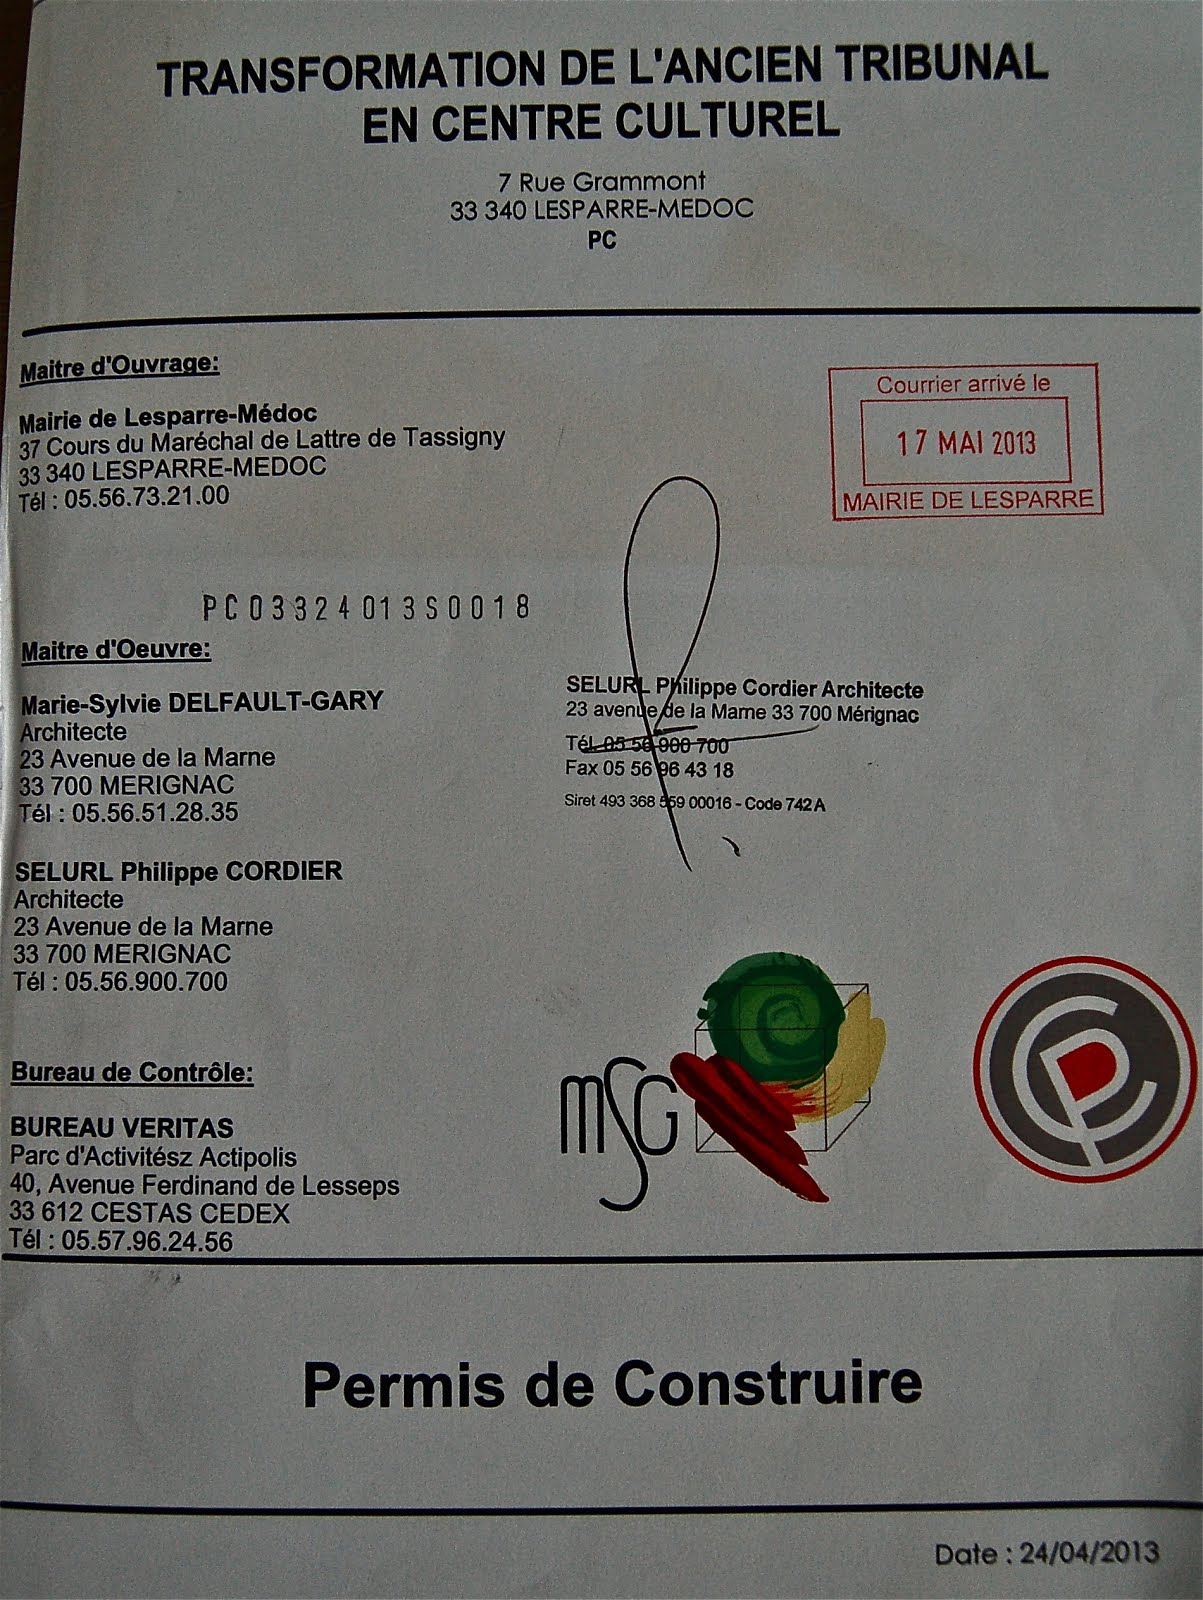 TRANSFORMATION DE L'ANCIEN TRIBUNAL
EN CENTRE CULTUREL
7 Rue Grammont
33 340 LESPARRE-MEDOC
PC
Maitre d'Ouvrage:
Mairie de Lesparre-Médoc
37 Cours du Maréchal de Lattre de Tassigny
33 340 LESPARRE-MEDOC
Tél : 05.56.73.21.00
Courrier arrivé le
17 MAI 2013
MAIRIE DE LESPARRE
PC03324013S0018
Maitre d'Oeuvre:
Marie-Sylvie DELFAULT-GARY
Architecte
23 Avenue de la Marne
33 700 MERIGNAC
Tél : 05.56.51.28.35
SELURL Philippe Cordier Architecte
23 avenue de la Marne 33 700 Mérignac
Tél. 05 56 900 700
Fax 05 56 96 43 18
Siret 493 368 559 00016 - Code 742A
SELURL Philippe CORDIER
Architecte
23 Avenue de la Marne
33 700 MERIGNAC
Tél : 05.56.900.700
Bureau de Contrôle:
BUREAU VERITAS
Parc d'Activitész Actipolis
40, Avenue Ferdinand de Lesseps
33 612 CESTAS CEDEX
Tél : 05.57.96.24.56
mSG
CP
Permis de Construire
Date : 24/04/2013